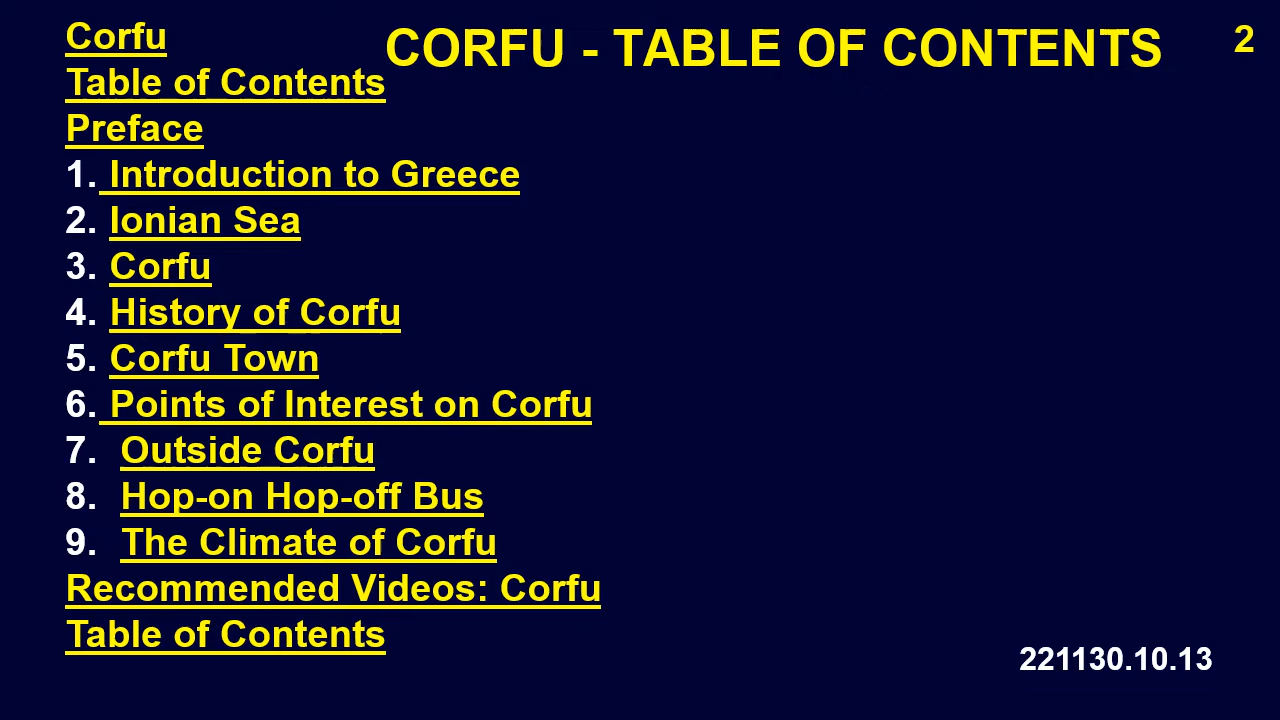 CORFU - TABLE OF CONTENTS
2
Corfu
Table of Contents
Preface
1. Introduction to Greece
2. Ionian Sea
3. Corfu
4. History of Corfu
5. Corfu Town
6. Points of Interest on Corfu
7. Outside Corfu
8. Hop-on Hop-off Bus
9. The Climate of Corfu
Recommended Videos: Corfu
Table of Contents
221130.10.13